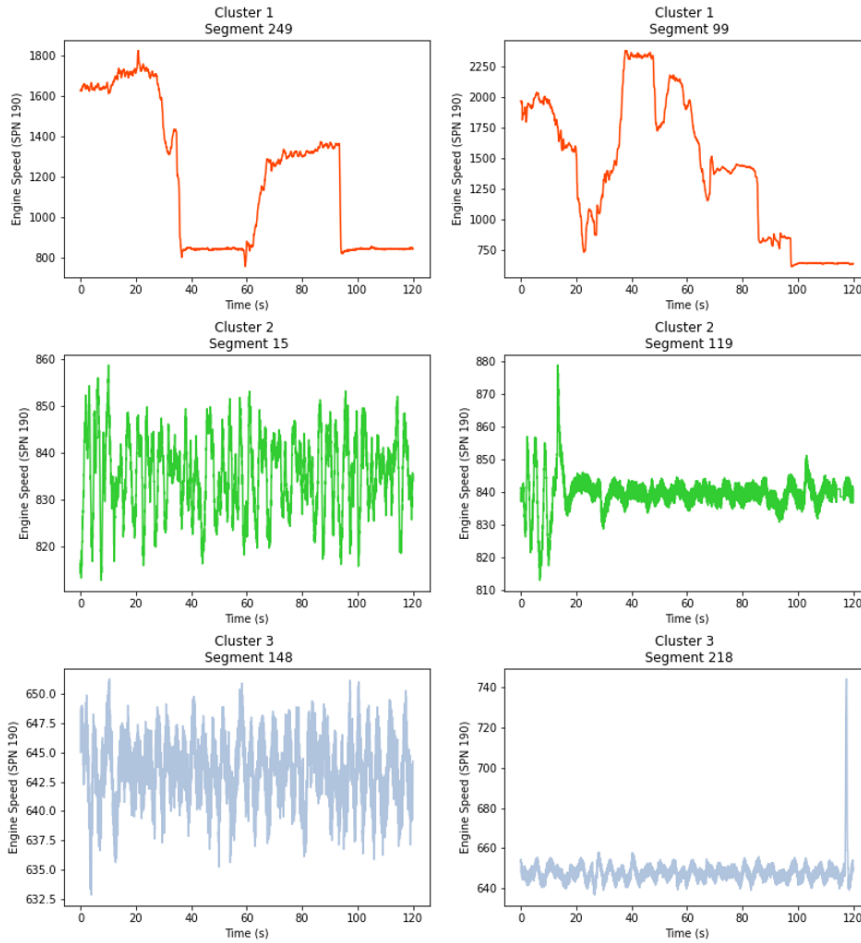 Cluster 1
Segment 249
Engine Speed (SPN 190)
1800
1600
1400
1200
1000
800
0 20 40 60 80 100 120
Time (s)
Cluster 1
Segment 99
Engine Speed (SPN 190)
2250
2000
1750
1500
1250
1000
750
0 20 40 60 80 100 120
Time (s)
Cluster 2
Segment 15
Engine Speed (SPN 190)
860
850
840
830
820
0 20 40 60 80 100 120
Time (s)
Cluster 2
Segment 119
Engine Speed (SPN 190)
880
870
860
850
840
830
820
810
0 20 40 60 80 100 120
Time (s)
Cluster 3
Segment 148
Engine Speed (SPN 190)
650.0
647.5
645.0
642.5
640.0
637.5
635.0
632.5
0 20 40 60 80 100 120
Time (s)
Cluster 3
Segment 218
Engine Speed (SPN 190)
740
720
700
680
660
640
0 20 40 60 80 100 120
Time (s)